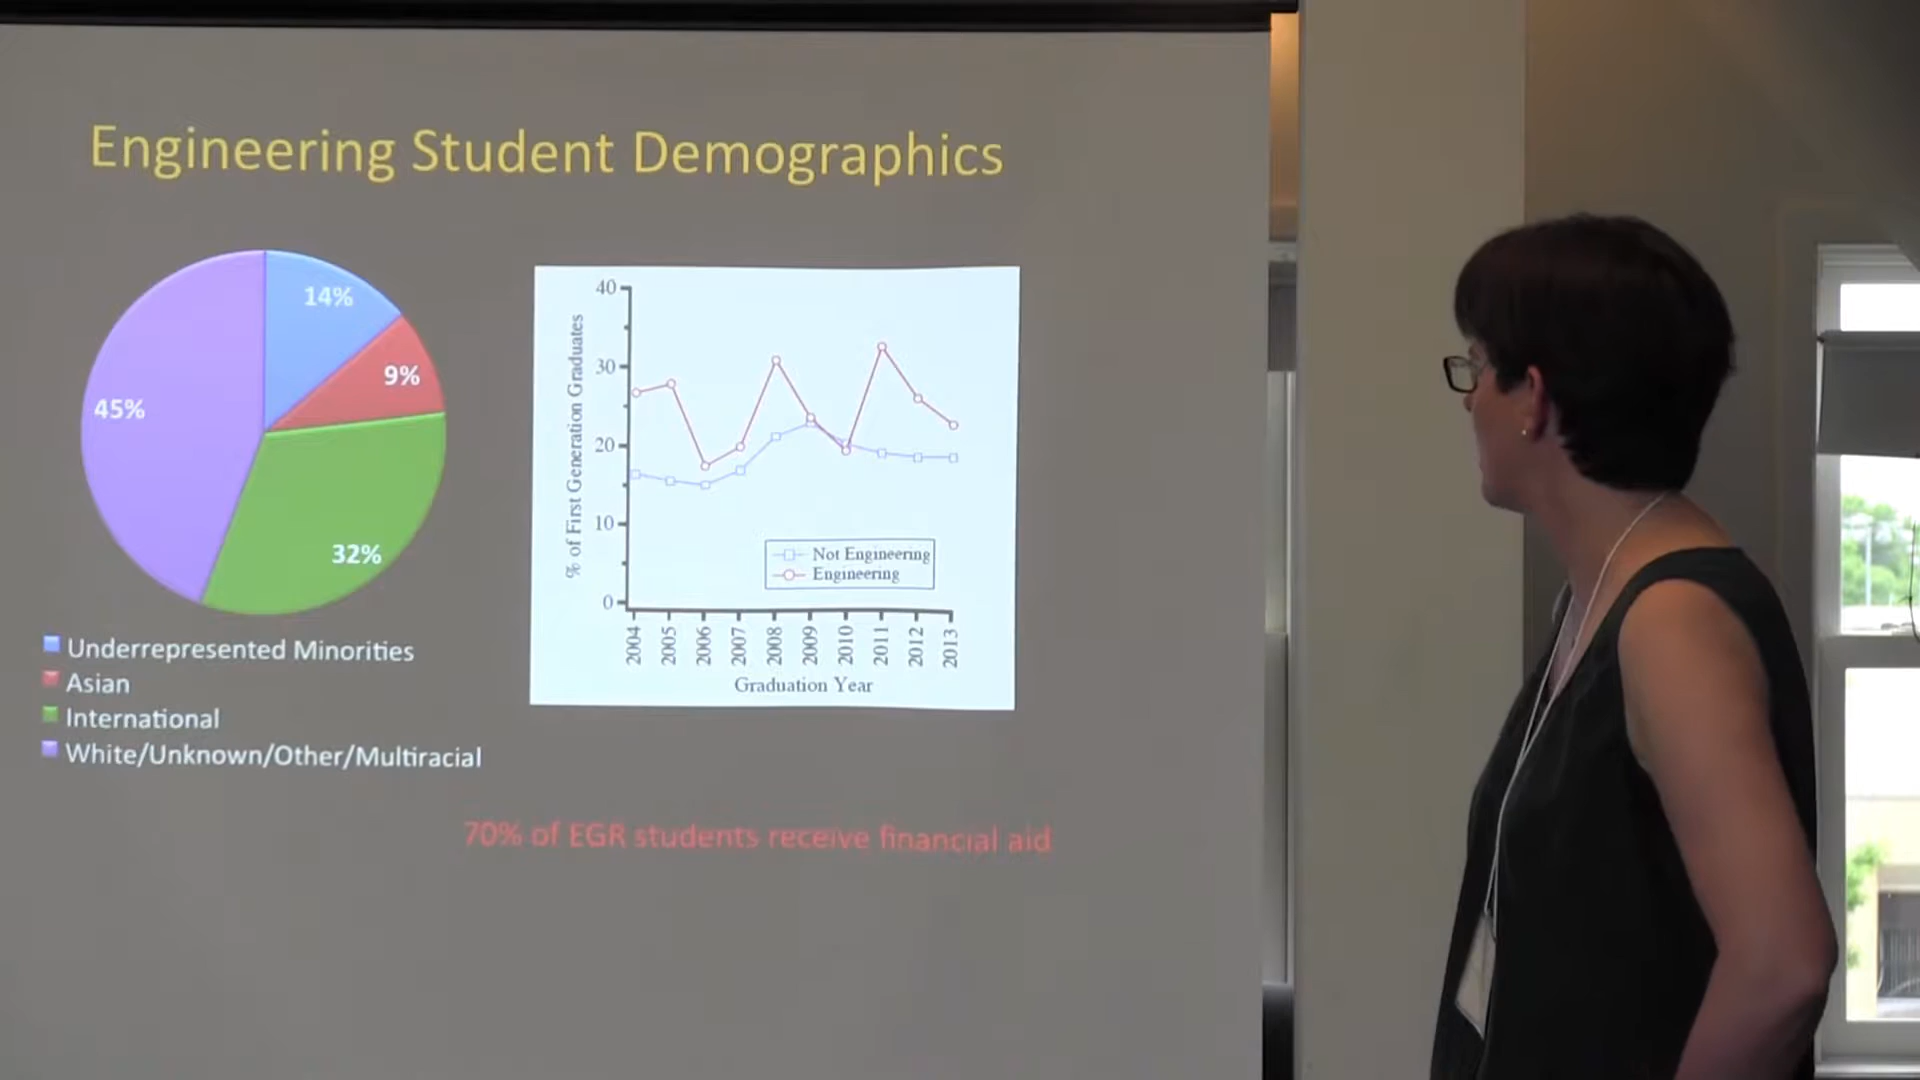 Engineering Student Demographics
14%
9%
45%
32%
Underrepresented Minorities
Asian
International
White/Unknown/Other/Multiracial
% of First Generation Graduates
40
30
20
10
0
Not Engineering
Engineering
2004 2005 2006 2007 2008 2009 2010 2011 2012 2013
Graduation Year
70% of EGR students receive financial aid